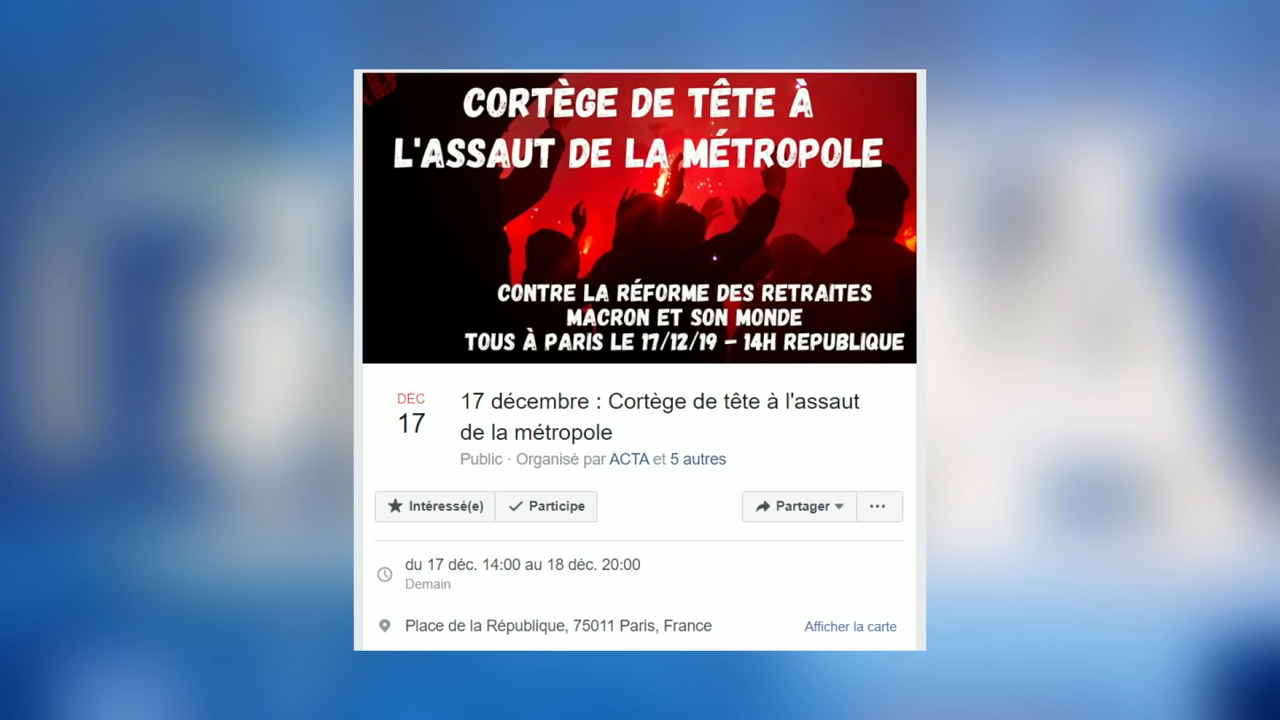 CORTÈGE DE TÊTE À
L'ASSAUT DE LA MÉTROPOLE
CONTRE LA RÉFORME DES RETRAITES
MACRON ET SON MONDE
TOUS À PARIS LE 17/12/19 – 14H REPUBLIQUE
DÉC
17
17 décembre : Cortège de tête à l'assaut
de la métropole
Public · Organisé par ACTA et 5 autres
Intéressé(e) Participe Partager
du 17 déc. 14:00 au 18 déc. 20:00
Demain
Place de la République, 75011 Paris, France Afficher la carte